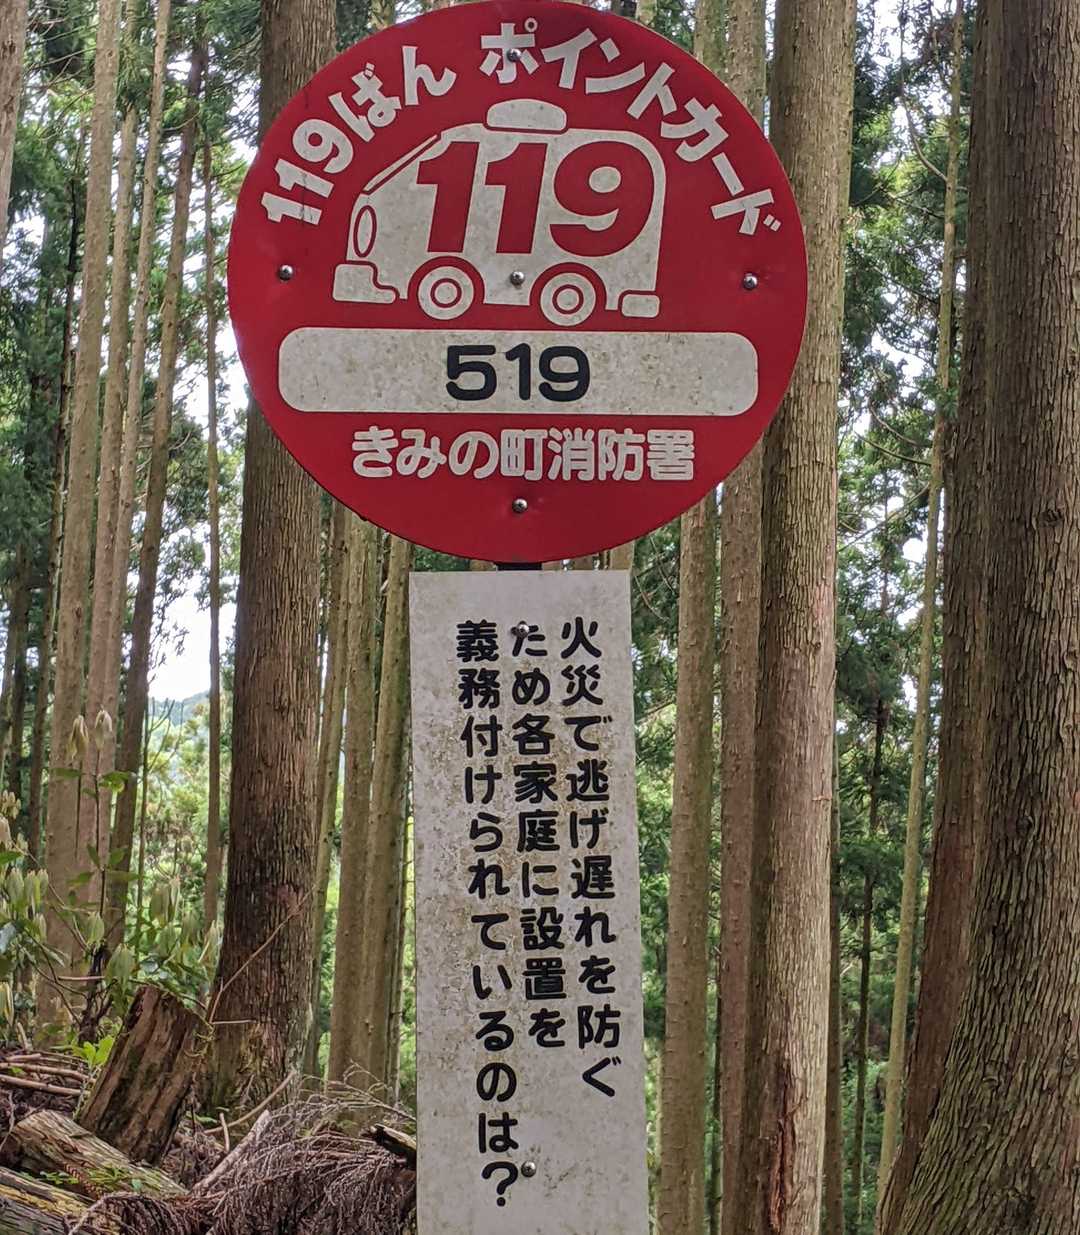 119ばん ポイントカード
119
519
きみの町消防署
火災で逃げ遅れを防ぐ
ため各家庭に設置を
義務付けられているのは?